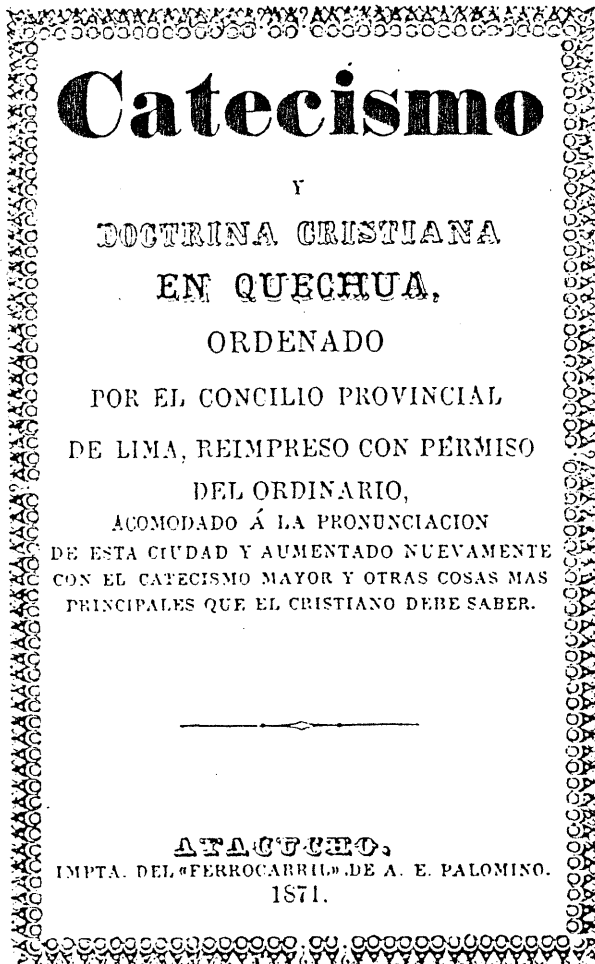 Catecismo
Y
DOCTRINA CRISTIANA
EN QUECHUA,
ORDENADO
POR EL CONCILIO PROVINCIAL
DE LIMA, REIMPRESO CON PERMISO
DEL ORDINARIO,
ACOMODADO Á LA PRONUNCIACION
DE ESTA CIUDAD Y AUMENTADO NUEVAMENTE
CON EL CATECISMO MAYOR Y OTRAS COSAS MAS
PRINCIPALES QUE EL CRISTIANO DEBE SABER.
AYACUCHO,
IMPTA. DEL «FERROCARRIL» DE A. E. PALOMINO.
1871.